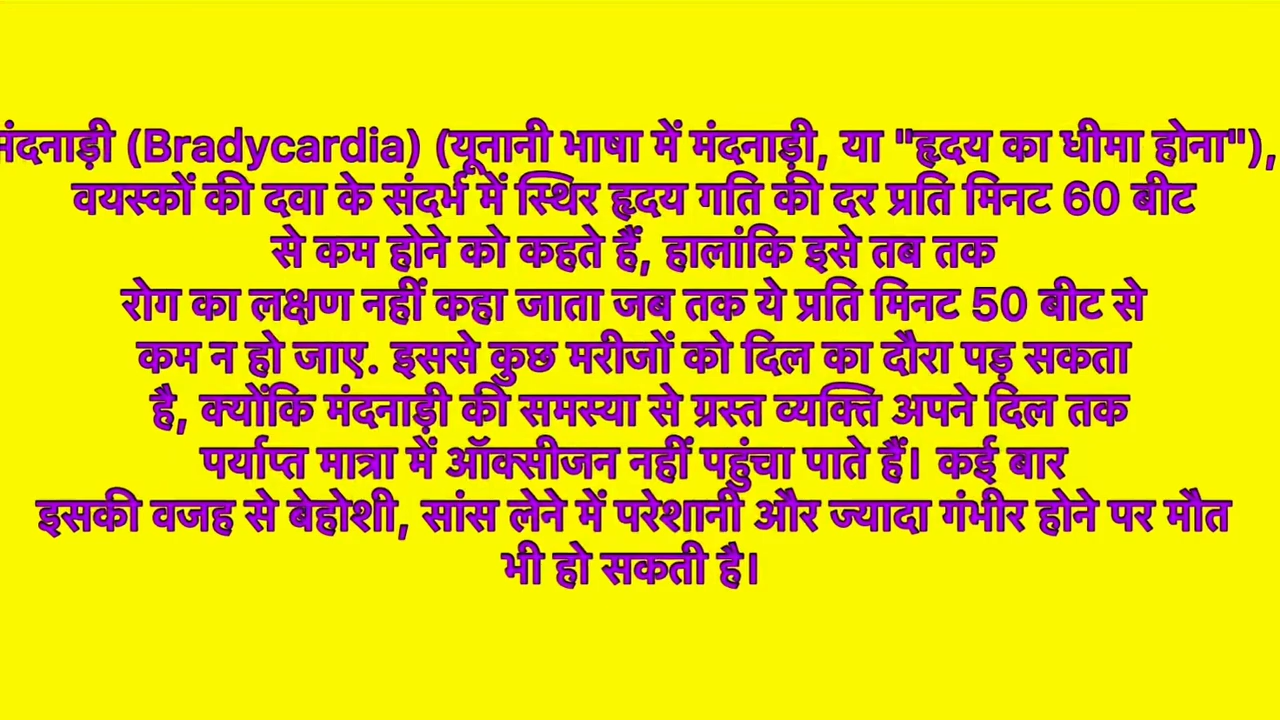 मंदनाड़ी (Bradycardia) (यूनानी भाषा में मंदनाड़ी, या "हृदय का धीमा होना"),
वयस्कों की दवा के संदर्भ में स्थिर हृदय गति की दर प्रति मिनट 60 बीट
से कम होने को कहते हैं, हालांकि इसे तब तक
रोग का लक्षण नहीं कहा जाता जब तक ये प्रति मिनट 50 बीट से
कम न हो जाए. इससे कुछ मरीजों को दिल का दौरा पड़ सकता
है, क्योंकि मंदनाड़ी की समस्या से ग्रस्त व्यक्ति अपने दिल तक
पर्याप्त मात्रा में ऑक्सीजन नहीं पहुंचा पाते हैं। कई बार
इसकी वजह से बेहोशी, सांस लेने में परेशानी और ज्यादा गंभीर होने पर मौत
भी हो सकती है।